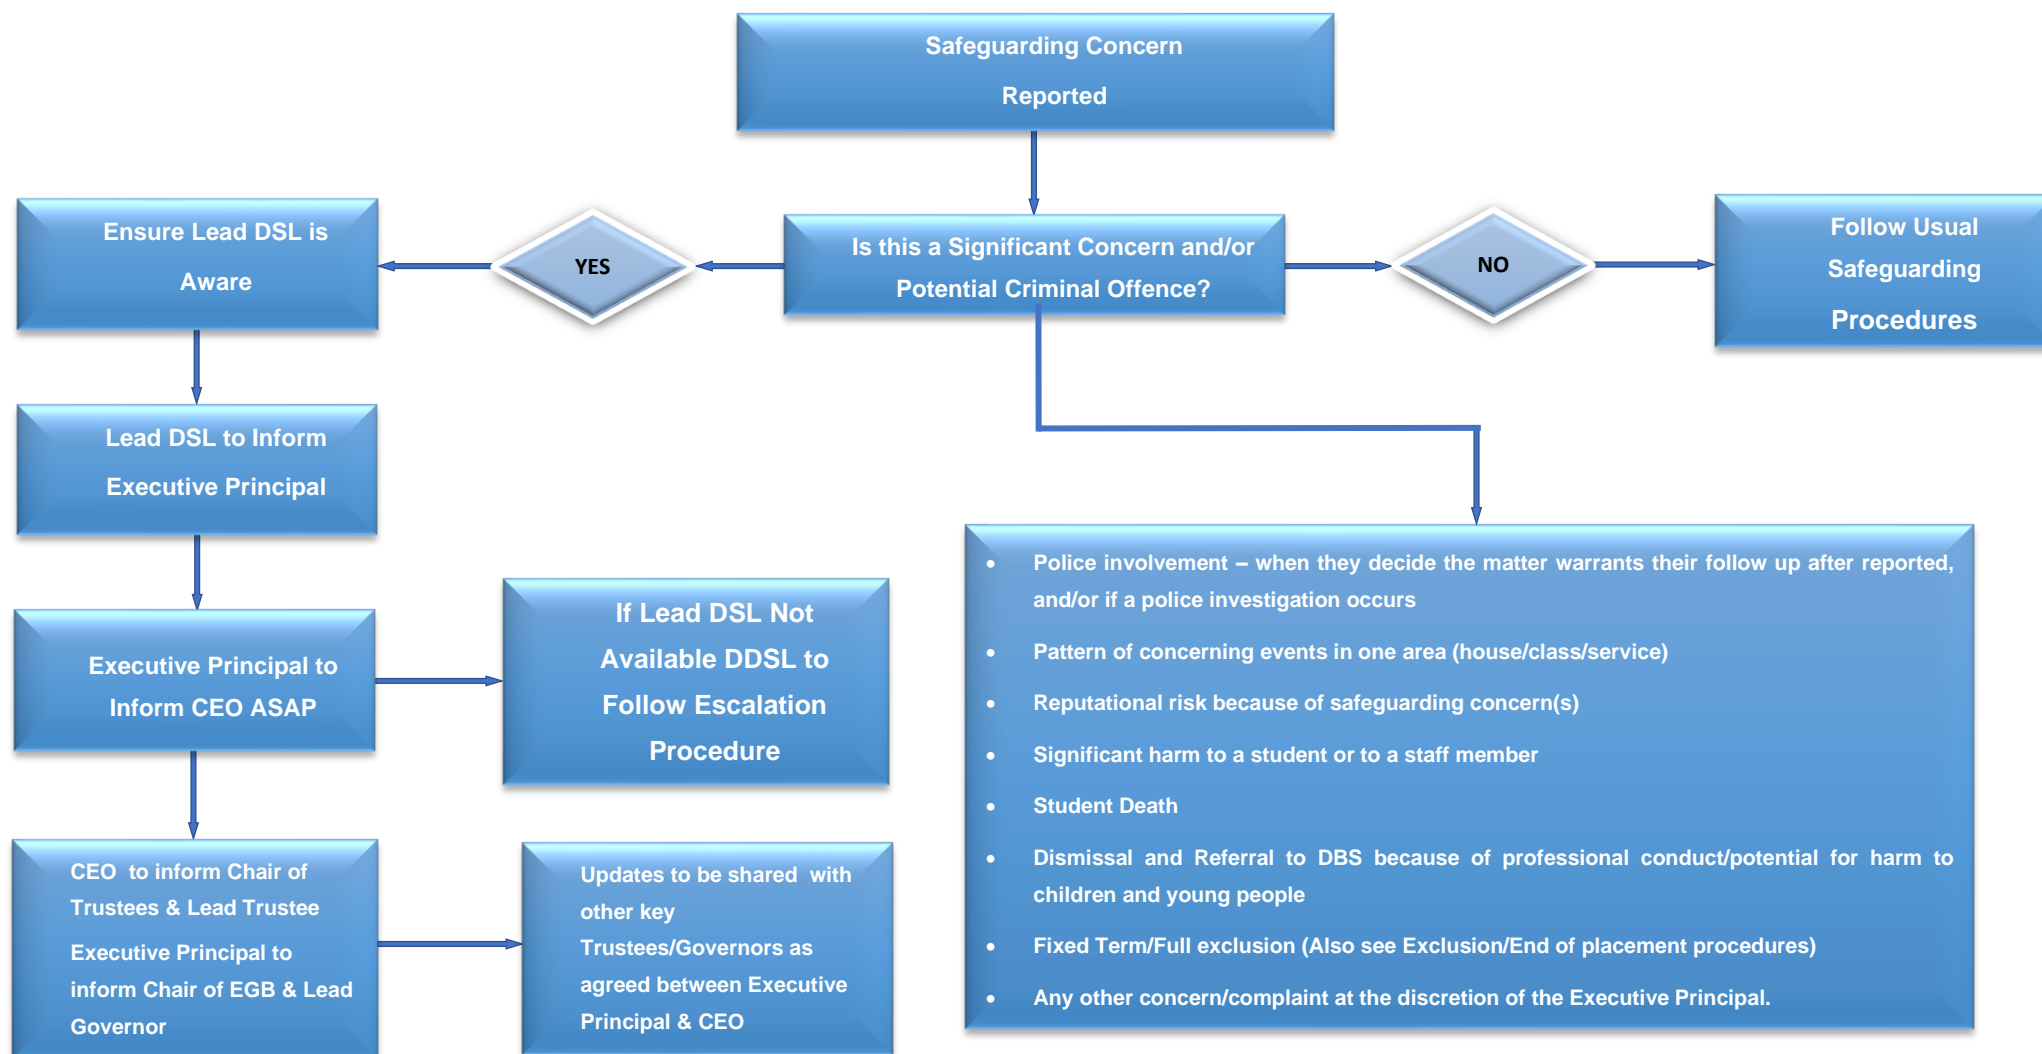 Safeguarding Concern
Reported
Ensure Lead DSL is
Aware
YES
Is this a Significant Concern and/or
Potential Criminal Offence?
NO
Follow Usual
Safeguarding
Procedures
Lead DSL to Inform
Executive Principal
Executive Principal to
Inform CEO ASAP
If Lead DSL Not
Available DDSL to
Follow Escalation
Procedure
CEO  to inform Chair of
Trustees & Lead Trustee
Executive Principal to
inform Chair of EGB & Lead
Governor
Updates to be shared  with
other key
Trustees/Governors as
agreed between Executive
Principal & CEO
• Police involvement – when they decide the matter warrants their follow up after reported,
and/or if a police investigation occurs
• Pattern of concerning events in one area (house/class/service)
• Reputational risk because of safeguarding concern(s)
• Significant harm to a student or to a staff member
• Student Death
• Dismissal and Referral to DBS because of professional conduct/potential for harm to
children and young people
• Fixed Term/Full exclusion (Also see Exclusion/End of placement procedures)
• Any other concern/complaint at the discretion of the Executive Principal.